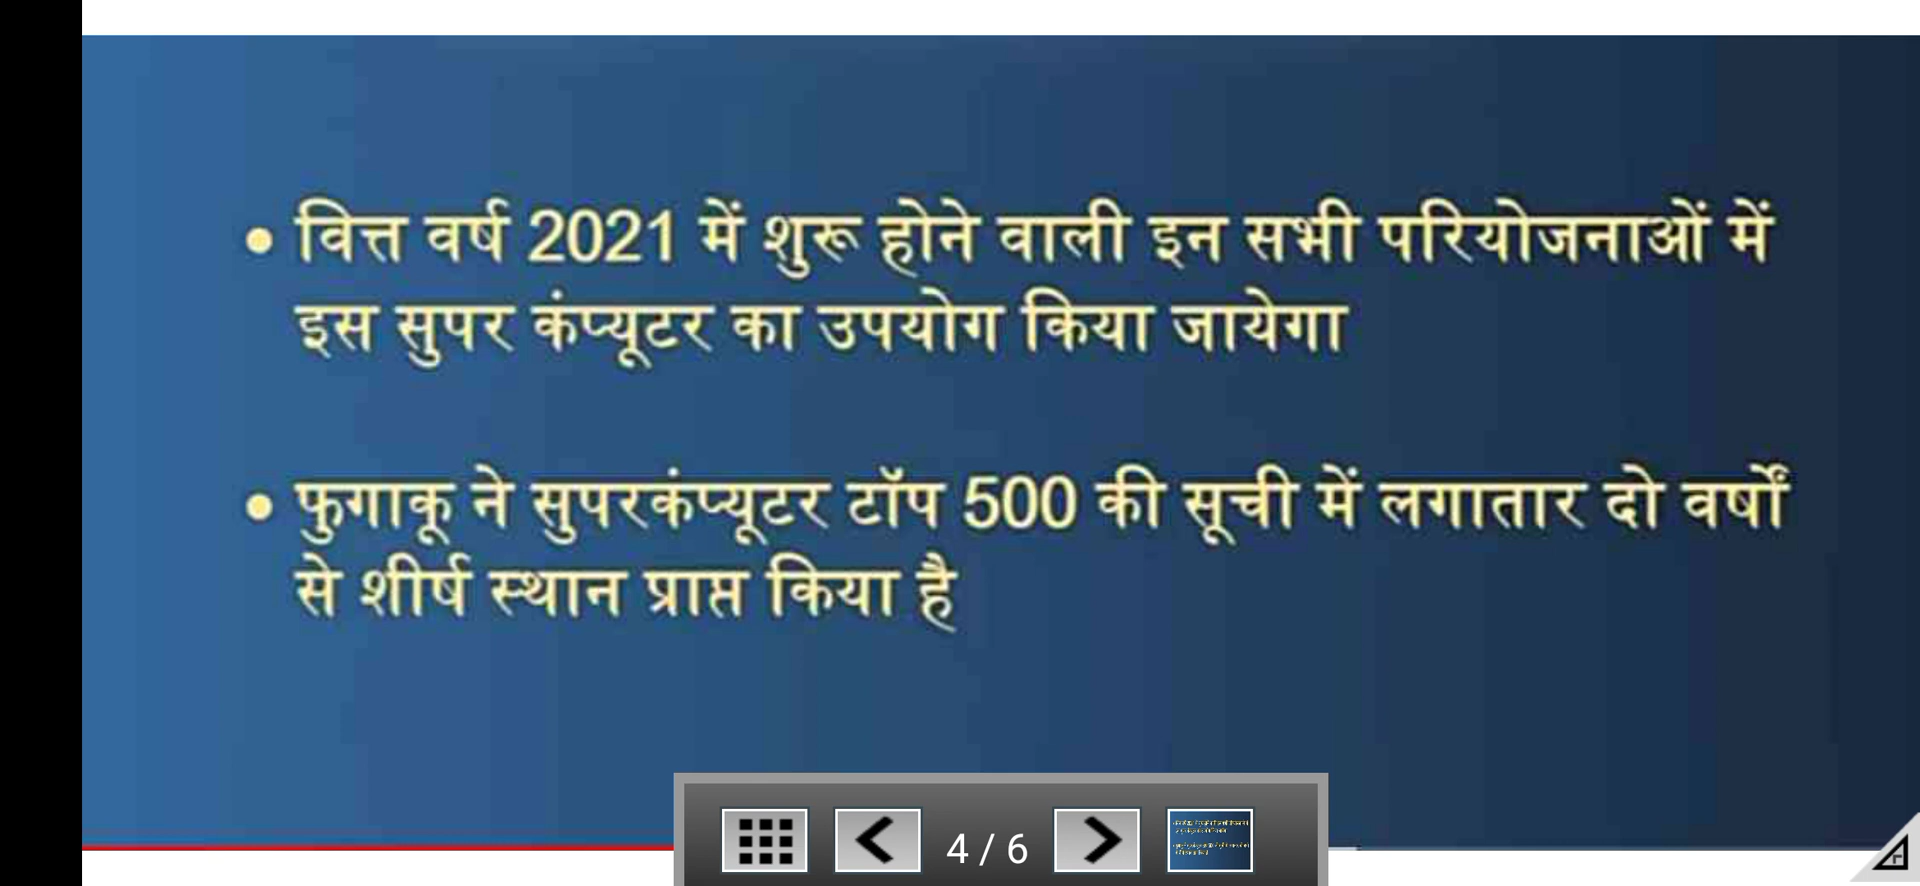 • वित्त वर्ष 2021 में शुरू होने वाली इन सभी परियोजनाओं में
इस सुपर कंप्यूटर का उपयोग किया जायेगा
• फुगाकू ने सुपरकंप्यूटर टॉप 500 की सूची में लगातार दो वर्षों
से शीर्ष स्थान प्राप्त किया है
4 / 6